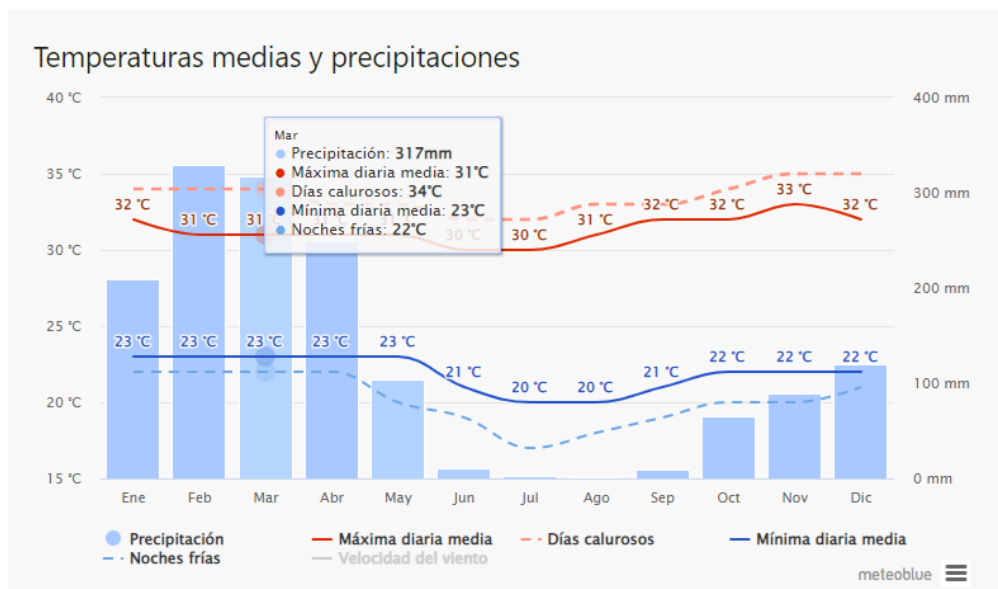 Temperaturas medias y precipitaciones
40 °C
400 mm
Mar
Precipitación: 317mm
Máxima diaria media: 31°C
Días calurosos: 34°C
Mínima diaria media: 23°C
Noches frías: 22°C
35 °C
300 mm
32 °C
31 °C
31
30 °C
30 °C
31 °C
32 °C
32 °C
33 °C
32 °C
30 °C
200 mm
25 °C
23 °C
23 °C
23 °C
23 °C
23 °C
21 °C
20 °C
20 °C
21 °C
22 °C
22 °C
22 °C
20 °C
100 mm
15 °C
0 mm
Ene Feb Mar Abr May Jun Jul Ago Sep Oct Nov Dic
Precipitación Máxima diaria media Días calurosos Mínima diaria media
Noches frías Velocidad del viento
meteoblue